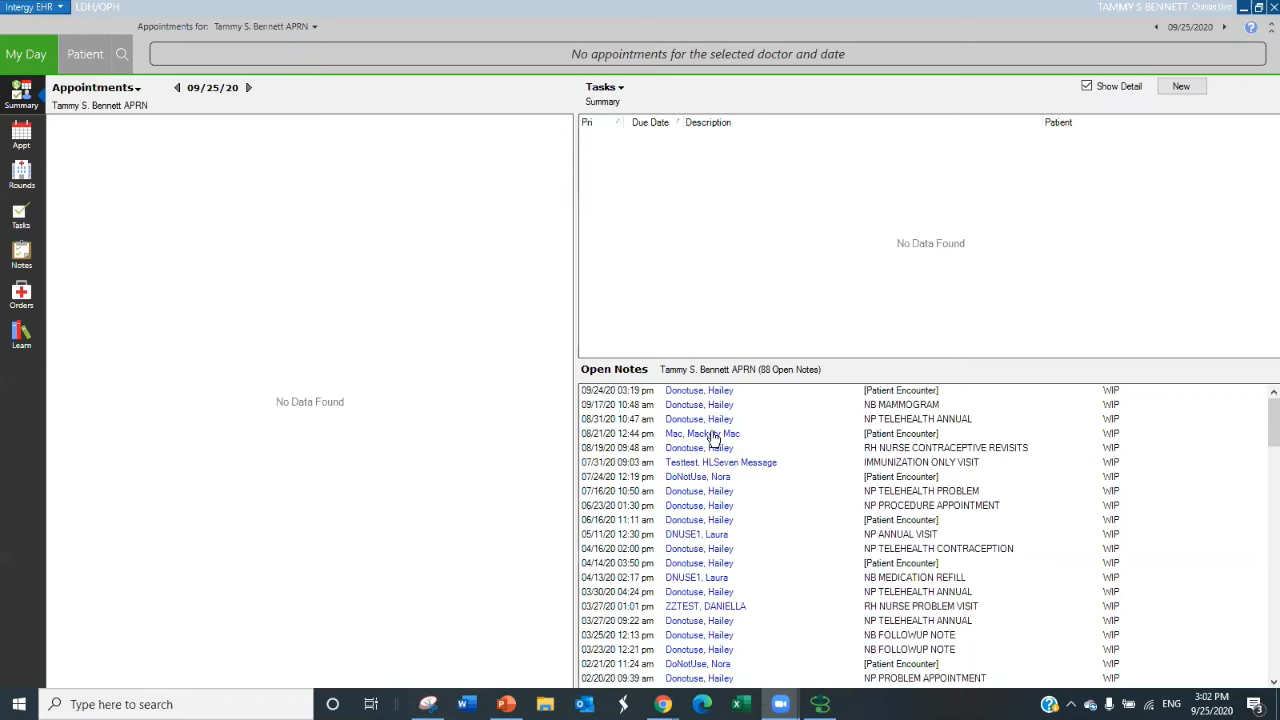 Intergy EHR LDH/OPH TAMMY S BENNETT Change User
Appointments for: Tammy S. Bennett APRN 09/25/2020
My Day Patient No appointments for the selected doctor and date
Summary
Appt
Rounds
Tasks
Notes
Orders
Learn
Appointments 09/25/20
Tammy S. Bennett APRN
No Data Found
Tasks Show Detail New
Summary
Pri Due Date Description Patient
No Data Found
Open Notes Tammy S. Bennett APRN (88 Open Notes)
09/24/20 03:19 pm Donotuse, Hailey [Patient Encounter] WIP
09/17/20 10:48 am Donotuse, Hailey NB MAMMOGRAM WIP
08/31/20 10:47 am Donotuse, Hailey NP TELEHEALTH ANNUAL WIP
08/21/20 12:44 pm Mac, Mac Mac [Patient Encounter] WIP
08/19/20 09:48 am Donotuse, Hailey RH NURSE CONTRACEPTIVE REVISITS WIP
07/31/20 09:03 am Testtest, HLSeven Message IMMUNIZATION ONLY VISIT WIP
07/24/20 12:19 pm DoNotUse, Nora [Patient Encounter] WIP
07/16/20 10:50 am Donotuse, Hailey NP TELEHEALTH PROBLEM WIP
06/23/20 01:30 pm Donotuse, Hailey NP PROCEDURE APPOINTMENT WIP
06/16/20 11:11 am Donotuse, Hailey [Patient Encounter] WIP
05/11/20 12:30 pm DNUSE1, Laura NP ANNUAL VISIT WIP
04/16/20 02:00 pm Donotuse, Hailey NP TELEHEALTH CONTRACEPTION WIP
04/14/20 03:50 pm Donotuse, Hailey [Patient Encounter] WIP
04/13/20 02:17 pm DNUSE1, Laura NB MEDICATION REFILL WIP
03/30/20 04:24 pm Donotuse, Hailey NP TELEHEALTH ANNUAL WIP
03/27/20 01:01 pm ZZTEST, DANIELLA RH NURSE PROBLEM VISIT WIP
03/27/20 09:22 am Donotuse, Hailey NP TELEHEALTH ANNUAL WIP
03/25/20 12:13 pm Donotuse, Hailey NB FOLLOWUP NOTE WIP
03/23/20 12:21 pm Donotuse, Hailey NB FOLLOWUP NOTE WIP
02/21/20 11:24 am DoNotUse, Nora [Patient Encounter] WIP
02/20/20 09:39 am Donotuse, Hailey NP PROBLEM APPOINTMENT WIP
Type here to search ENG 3:02 PM
9/25/2020 3